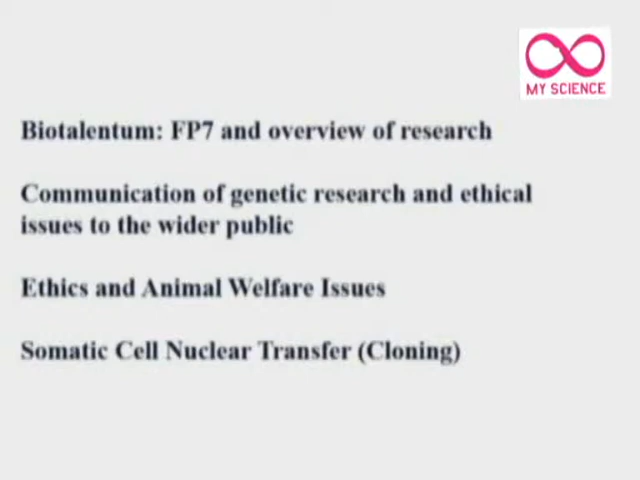 MY SCIENCE
Biotalentum: FP7 and overview of research
Communication of genetic research and ethical
issues to the wider public
Ethics and Animal Welfare Issues
Somatic Cell Nuclear Transfer (Cloning)